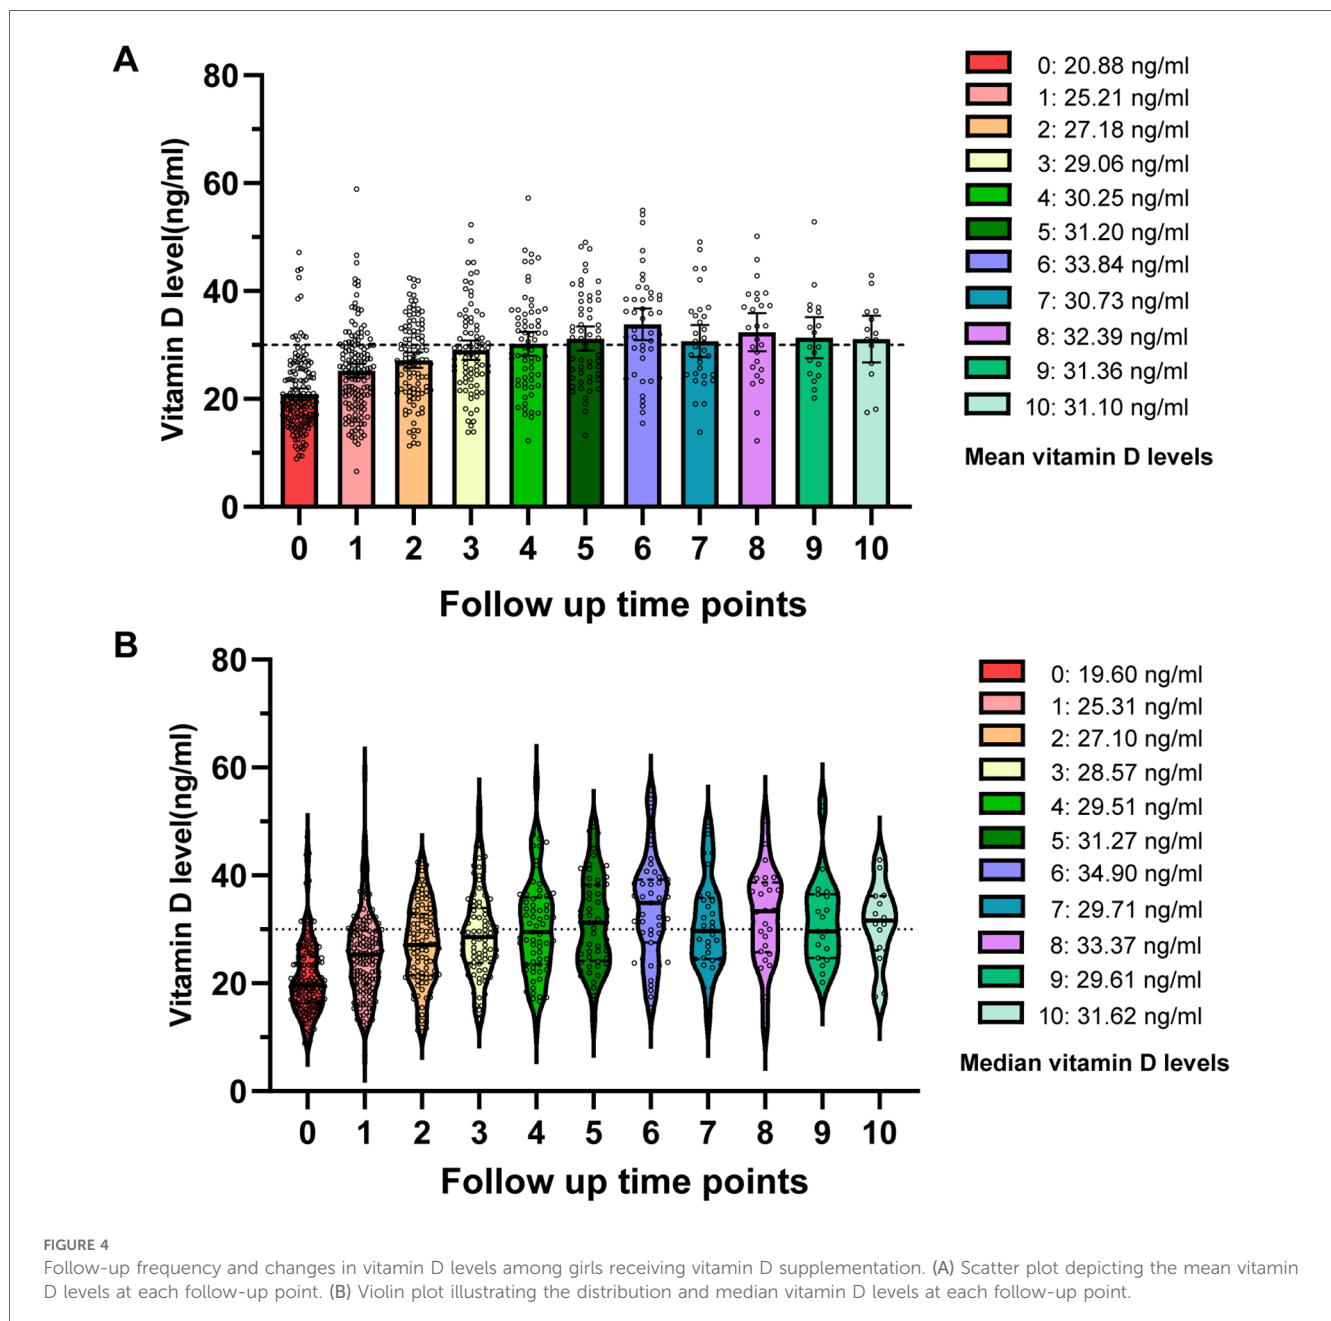 A
80
60
40
20
0
Vitamin D level(ng/ml)
0 1 2 3 4 5 6 7 8 9 10
Follow up time points
0: 20.88 ng/ml
1: 25.21 ng/ml
2: 27.18 ng/ml
3: 29.06 ng/ml
4: 30.25 ng/ml
5: 31.20 ng/ml
6: 33.84 ng/ml
7: 30.73 ng/ml
8: 32.39 ng/ml
9: 31.36 ng/ml
10: 31.10 ng/ml
Mean vitamin D levels
B
80
60
40
20
0
Vitamin D level(ng/ml)
0 1 2 3 4 5 6 7 8 9 10
Follow up time points
0: 19.60 ng/ml
1: 25.31 ng/ml
2: 27.10 ng/ml
3: 28.57 ng/ml
4: 29.51 ng/ml
5: 31.27 ng/ml
6: 34.90 ng/ml
7: 29.71 ng/ml
8: 33.37 ng/ml
9: 29.61 ng/ml
10: 31.62 ng/ml
Median vitamin D levels
FIGURE 4
Follow-up frequency and changes in vitamin D levels among girls receiving vitamin D supplementation. (A) Scatter plot depicting the mean vitamin
D levels at each follow-up point. (B) Violin plot illustrating the distribution and median vitamin D levels at each follow-up point.